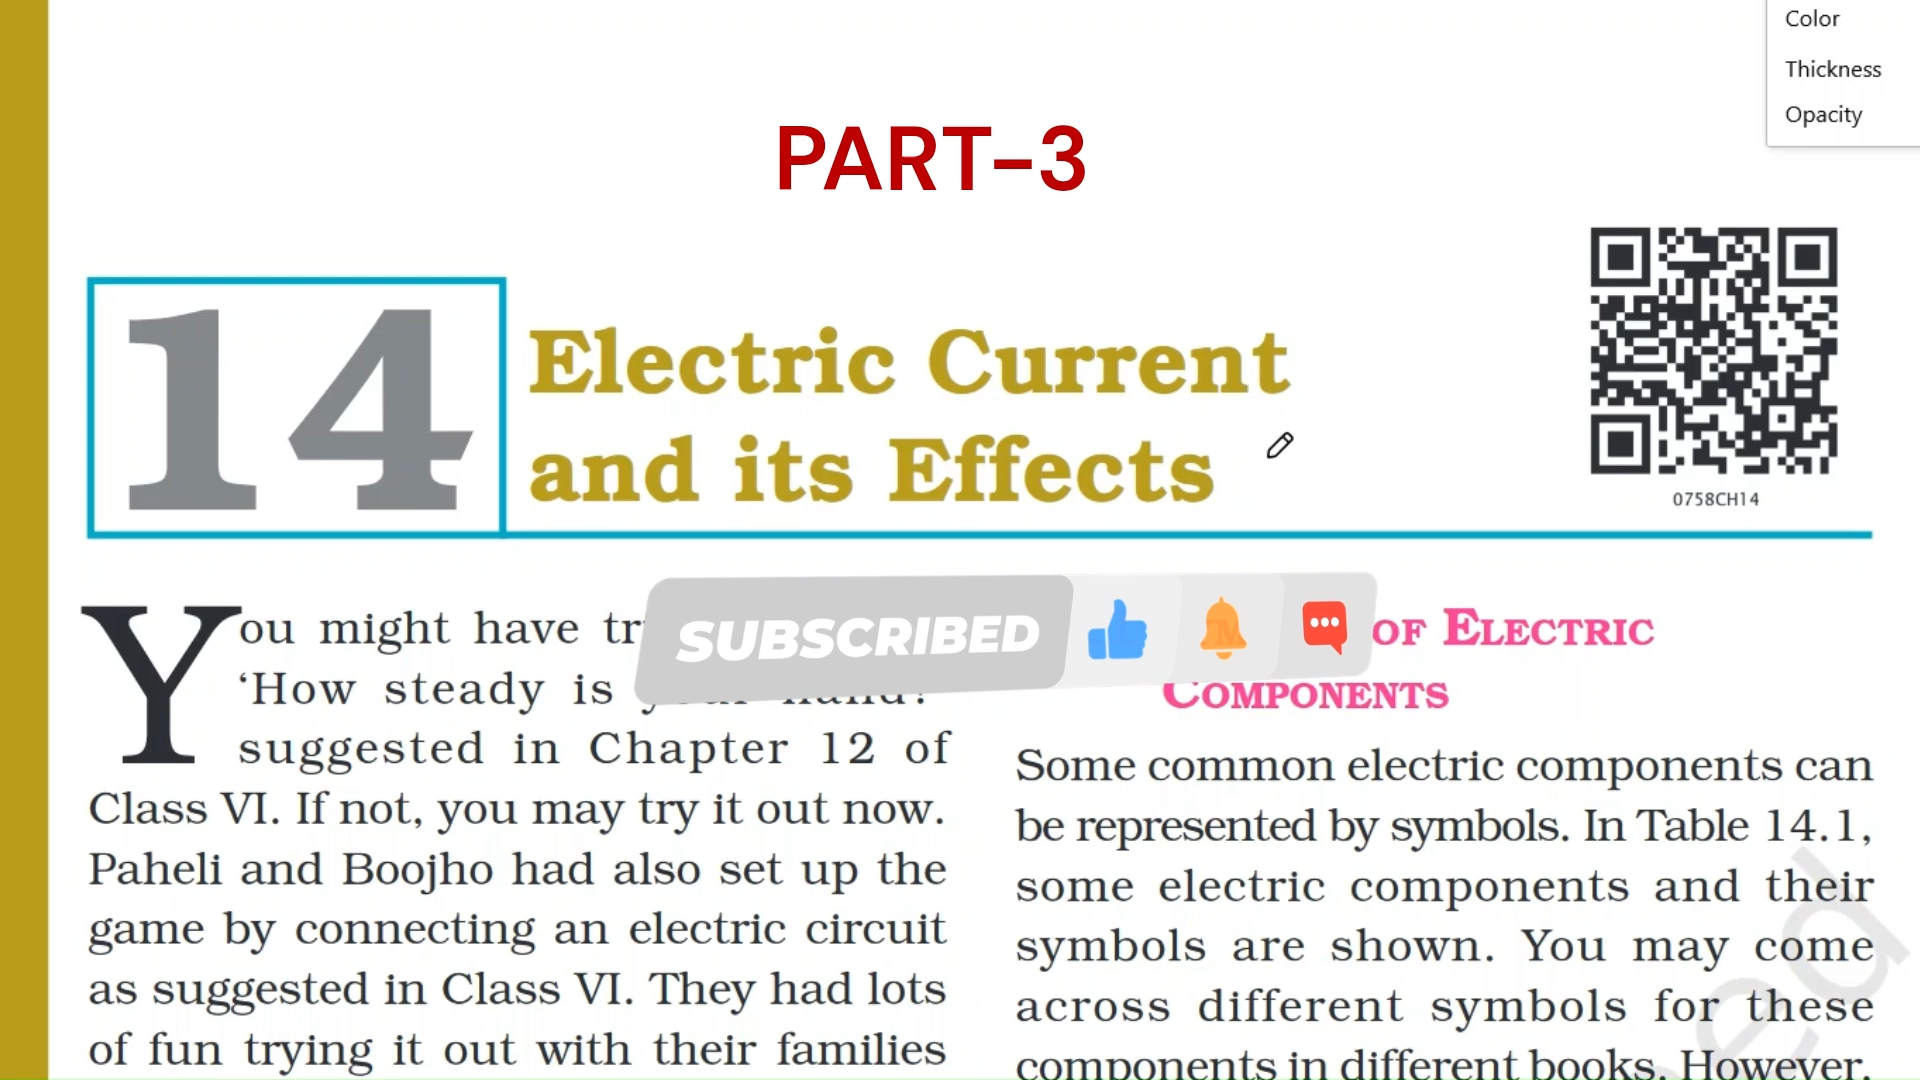 Color
Thickness
Opacity
PART-3
14
Electric Current
and its Effects
0758CH14
You might have
'How steady is
suggested in Chapter 12 of
Class VI. If not, you may try it out now.
Paheli and Boojho had also set up the
game by connecting an electric circuit
as suggested in Class VI. They had lots
of fun trying it out with their families
SUBSCRIBED
OF ELECTRIC
COMPONENTS
Some common electric components can
be represented by symbols. In Table 14.1,
some electric components and their
symbols are shown. You may come
across different symbols for these
components in different books. However,